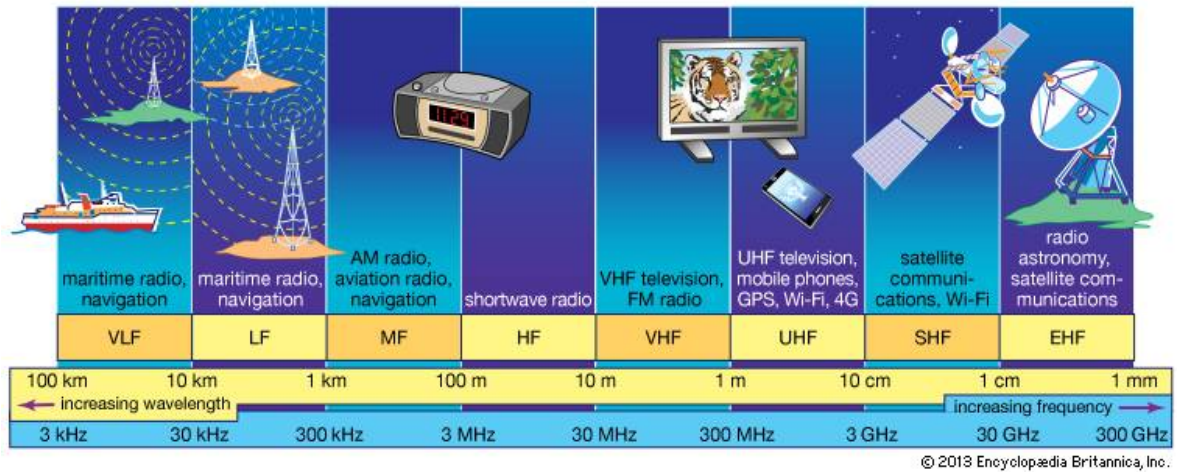 11:29
maritime radio,
navigation
maritime radio,
navigation
AM radio,
aviation radio,
navigation
shortwave radio
VHF television,
FM radio
UHF television,
mobile phones,
GPS, Wi-Fi, 4G
satellite
communi-
cations, Wi-Fi
radio
astronomy,
satellite com-
munications
VLF LF MF HF VHF UHF SHF EHF
100 km 10 km 1 km 100 m 10 m 1 m 10 cm 1 cm 1 mm
increasing wavelength
increasing frequency
3 kHz 30 kHz 300 kHz 3 MHz 30 MHz 300 MHz 3 GHz 30 GHz 300 GHz
© 2013 Encyclopædia Britannica, Inc.